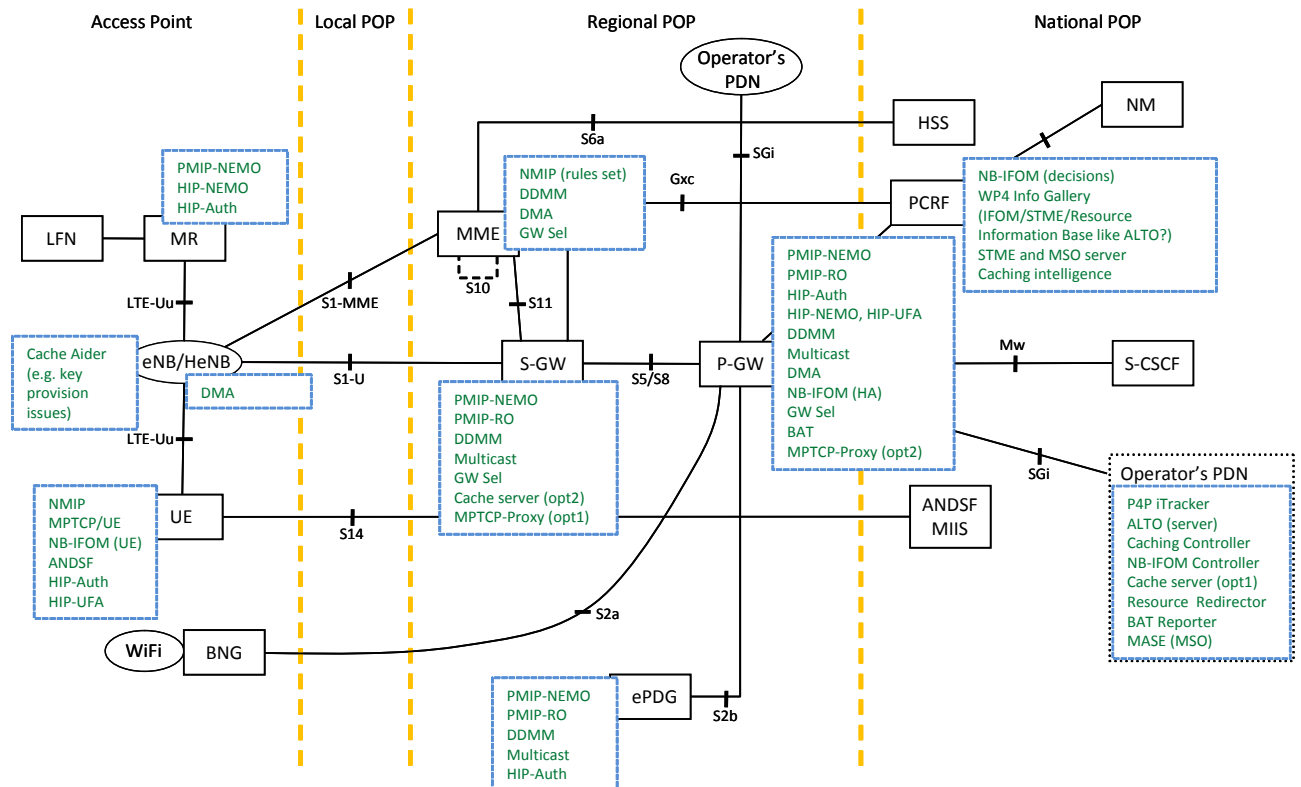 Access Point
Local POP
Regional POP
National POP
Operator's
PDN
NM
HSS
S6a
SGi
PMIP-NEMO
HIP-NEMO
HIP-Auth
NMIP (rules set)
DDMM
DMA
GW Sel
Gxc
PCRF
NB-IFOM (decisions)
WP4 Info Gallery
(IFOM/STME/Resource
Information Base like ALTO?)
STME and MSO server
Caching intelligence
LFN
MR
MME
S10
S11
LTE-Uu
S1-MME
PMIP-NEMO
PMIP-RO
HIP-Auth
HIP-NEMO, HIP-UFA
DDMM
Multicast
DMA
NB-IFOM (HA)
GW Sel
BAT
MPTCP-Proxy (opt2)
Cache Aider
(e.g. key
provision
issues)
eNB/HeNB
DMA
S1-U
S-GW
S5/S8
P-GW
Mw
S-CSCF
PMIP-NEMO
PMIP-RO
DDMM
Multicast
GW Sel
Cache server (opt2)
MPTCP-Proxy (opt1)
LTE-Uu
SGi
Operator's PDN
P4P iTracker
ALTO (server)
Caching Controller
NB-IFOM Controller
Cache server (opt1)
Resource Redirector
BAT Reporter
MASE (MSO)
NMIP
MPTCP/UE
NB-IFOM (UE)
ANDSF
HIP-Auth
HIP-UFA
UE
S14
ANDSF
MIIS
S2a
WiFi
BNG
PMIP-NEMO
PMIP-RO
DDMM
Multicast
HIP-Auth
ePDG
S2b